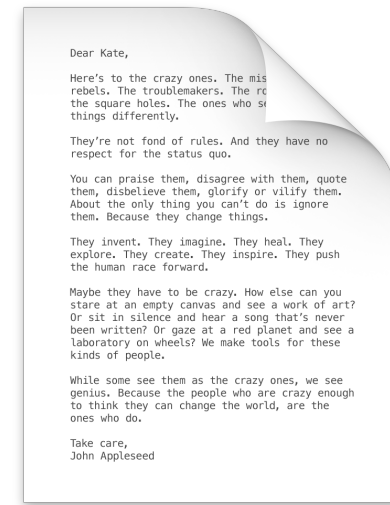 Dear Kate,
Here’s to the crazy ones. The
rebels. The troublemakers. The
the square holes. The ones who
things differently.
They’re not fond of rules. And they have no
respect for the status quo.
You can praise them, disagree with them, quote
them, disbelieve them, glorify or vilify them.
About the only thing you can’t do is ignore
them. Because they change things.
They invent. They imagine. They heal. They
explore. They create. They inspire. They push
the human race forward.
Maybe they have to be crazy. How else can you
stare at an empty canvas and see a work of art?
Or sit in silence and hear a song that’s never
been written? Or gaze at a red planet and see a
laboratory on wheels? We make tools for these
kinds of people.
While some see them as the crazy ones, we see
genius. Because the people who are crazy enough
to think they can change the world, are the
ones who do.
Take care,
John Appleseed